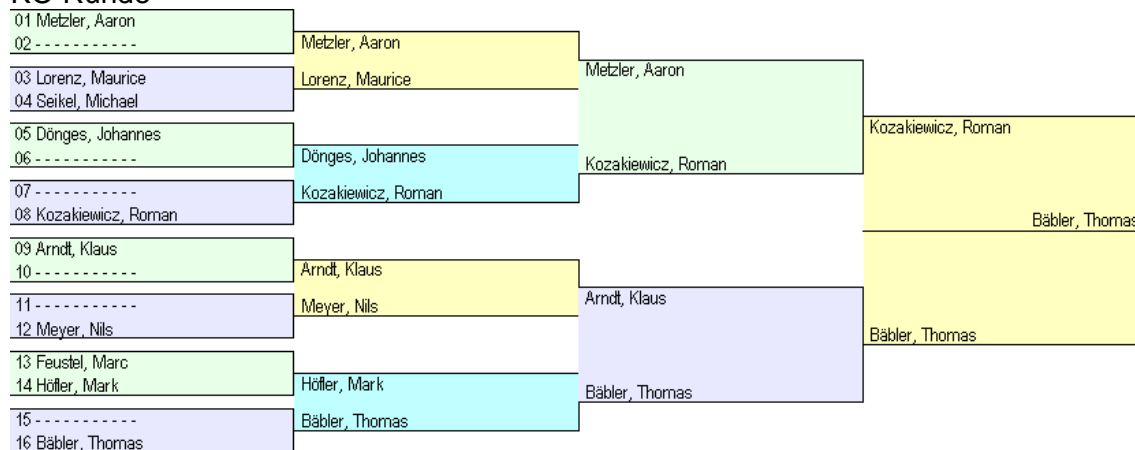 KO-Runde
01 Metzler, Aaron
02 - - - - - - - - - - -
03 Lorenz, Maurice
04 Seikel, Michael
05 Dönges, Johannes
06 - - - - - - - - - - -
07 - - - - - - - - - - -
08 Kozakiewicz, Roman
09 Arndt, Klaus
10 - - - - - - - - - - -
11 - - - - - - - - - - -
12 Meyer, Nils
13 Feustel, Marc
14 Höfler, Mark
15 - - - - - - - - - - -
16 Bäbler, Thomas
Metzler, Aaron
Lorenz, Maurice
Dönges, Johannes
Kozakiewicz, Roman
Arndt, Klaus
Meyer, Nils
Höfler, Mark
Bäbler, Thomas
Metzler, Aaron
Kozakiewicz, Roman
Arndt, Klaus
Bäbler, Thomas
Kozakiewicz, Roman
Bäbler, Thomas
Bäbler, Thomas